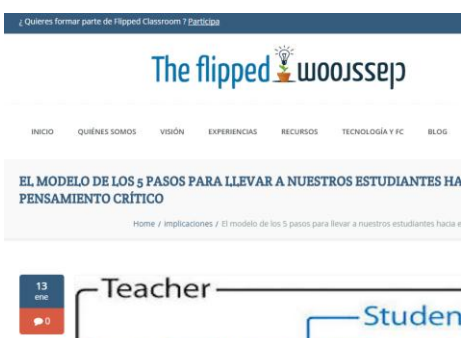 ¿ Quieres formar parte de Flipped Classroom ? Participa
The flipped classroom
INICIO QUIÉNES SOMOS VISIÓN EXPERIENCIAS RECURSOS TECNOLOGÍA Y FC BLOG
EL MODELO DE LOS 5 PASOS PARA LLEVAR A NUESTROS ESTUDIANTES HA
PENSAMIENTO CRÍTICO
Home / Implicaciones / El modelo de los 5 pasos para llevar a nuestros estudiantes hacia e
13
ene
0
Teacher
Studen